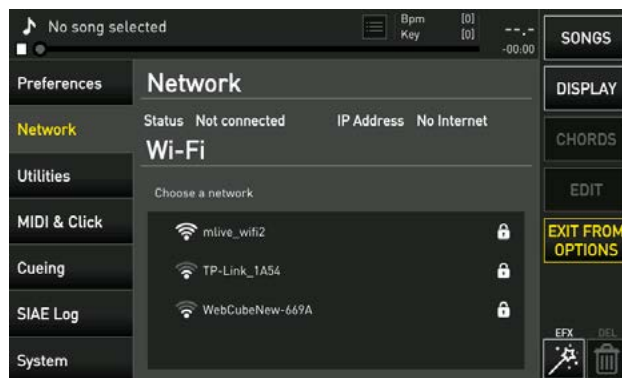 No song selected
Bpm [0]
Key [0]
--.-
-00:00
SONGS
DISPLAY
CHORDS
EDIT
EXIT FROM
OPTIONS
EFX DEL
Preferences
Network
Utilities
MIDI & Click
Cueing
SIAE Log
System
Network
Status Not connected IP Address No Internet
Wi-Fi
Choose a network
mlive_wifi2
TP-Link_1A54
WebCubeNew-669A